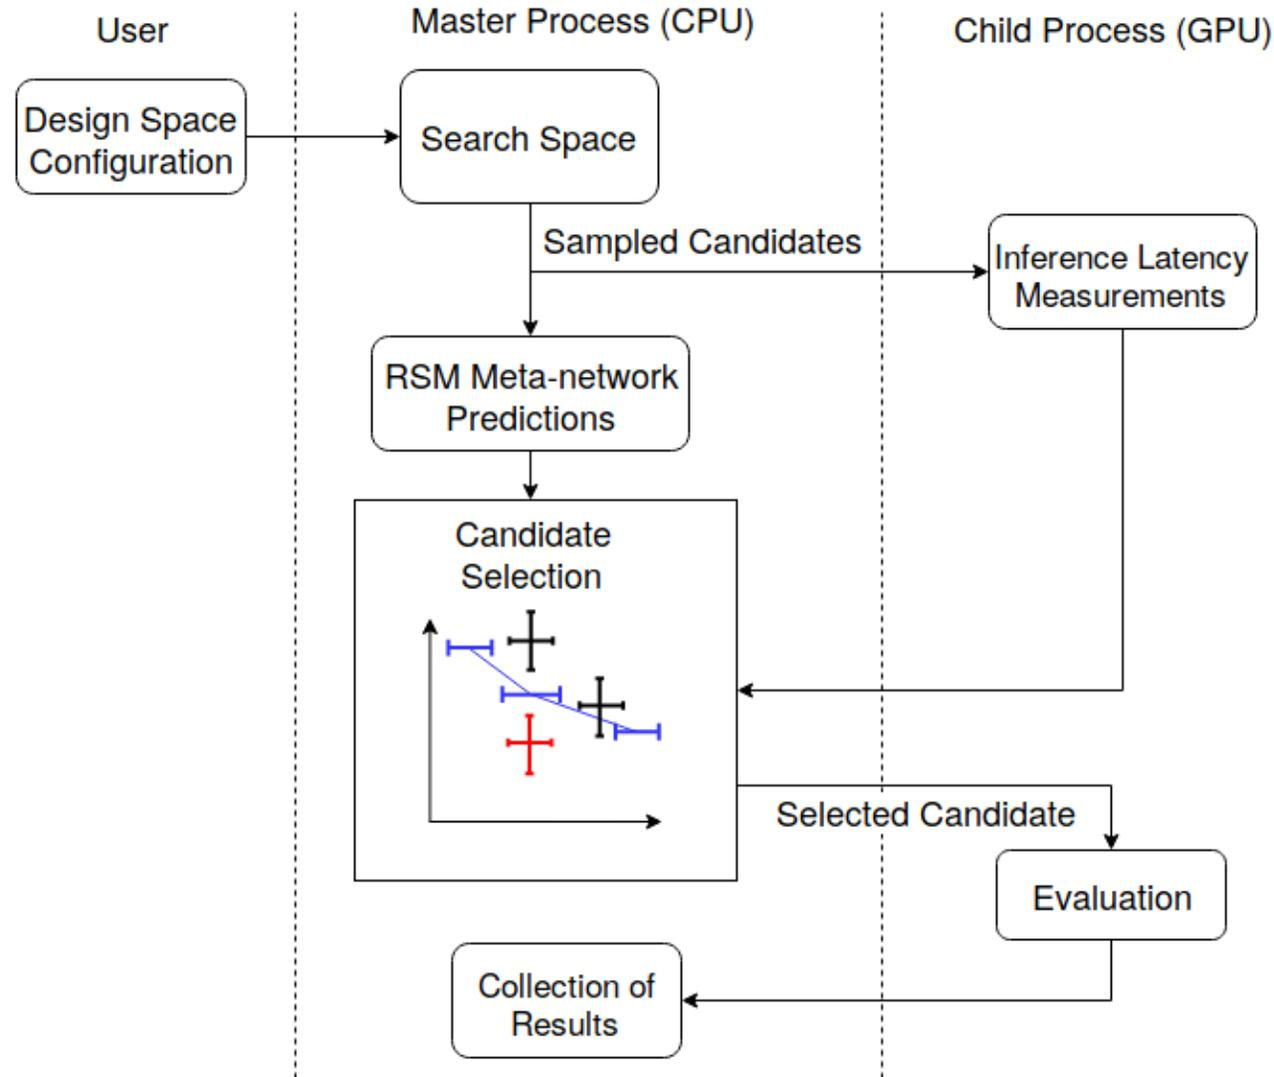 User
Master Process (CPU)
Child Process (GPU)
Design Space
Configuration
Search Space
Sampled Candidates
Inference Latency
Measurements
RSM Meta-network
Predictions
Candidate
Selection
Selected Candidate
Evaluation
Collection of
Results